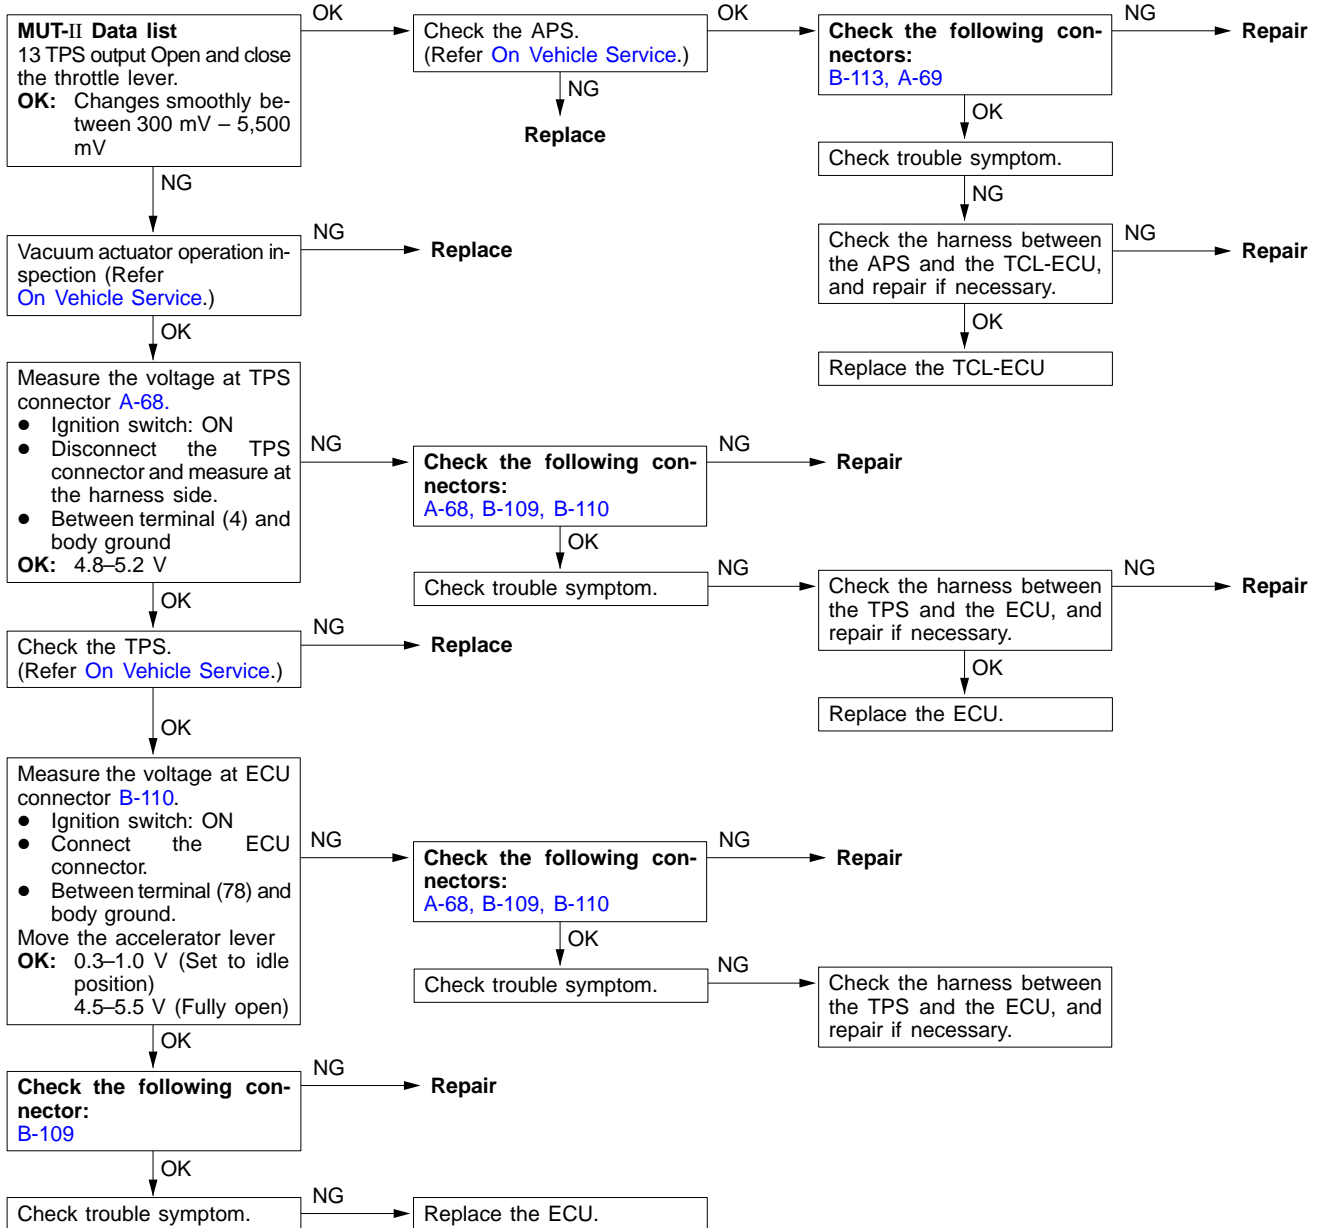 MUT-II Data list
13 TPS output Open and close
the throttle lever.
OK: Changes smoothly be-
tween 300 mV – 5,500
mV
OK
Check the APS.
(Refer On Vehicle Service.)
OK
Check the following con-
nectors:
B-113, A-69
NG
Repair
NG
Replace
OK
Check trouble symptom.
NG
Check the harness between
the APS and the TCL-ECU,
and repair if necessary.
NG
Repair
OK
Replace the TCL-ECU
NG
Vacuum actuator operation in-
spection (Refer
On Vehicle Service.)
NG
Replace
OK
Measure the voltage at TPS
connector A-68.
● Ignition switch: ON
● Disconnect the TPS
connector and measure at
the harness side.
● Between terminal (4) and
body ground
OK: 4.8–5.2 V
NG
Check the following con-
nectors:
A-68, B-109, B-110
NG
Repair
OK
Check trouble symptom.
NG
Check the harness between
the TPS and the ECU, and
repair if necessary.
NG
Repair
OK
Replace the ECU.
OK
Check the TPS.
(Refer On Vehicle Service.)
NG
Replace
OK
Measure the voltage at ECU
connector B-110.
● Ignition switch: ON
● Connect the ECU
connector.
● Between terminal (78) and
body ground.
Move the accelerator lever
OK: 0.3–1.0 V (Set to idle
position)
4.5–5.5 V (Fully open)
NG
Check the following con-
nectors:
A-68, B-109, B-110
NG
Repair
OK
Check trouble symptom.
NG
Check the harness between
the TPS and the ECU, and
repair if necessary.
OK
Check the following con-
nector:
B-109
NG
Repair
OK
Check trouble symptom.
NG
Replace the ECU.